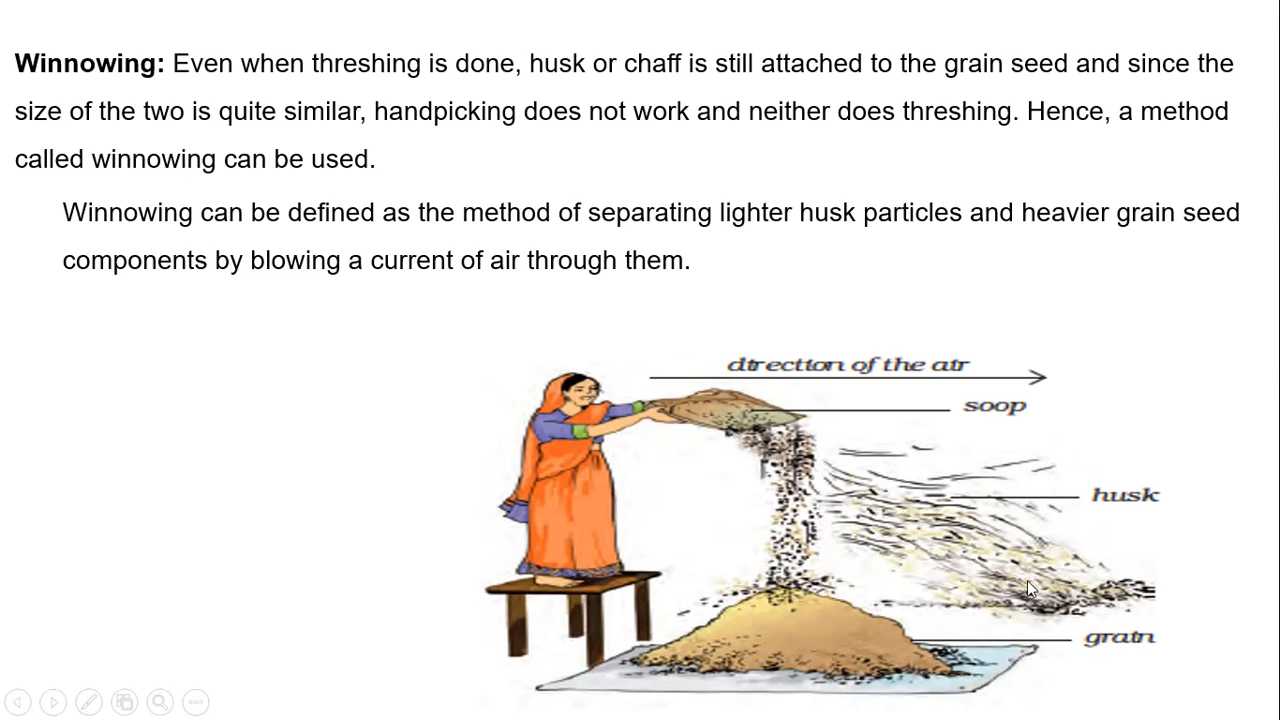 Winnowing: Even when threshing is done, husk or chaff is still attached to the grain seed and since the
size of the two is quite similar, handpicking does not work and neither does threshing. Hence, a method
called winnowing can be used.
Winnowing can be defined as the method of separating lighter husk particles and heavier grain seed
components by blowing a current of air through them.
direction of the air
soop
husk
grain